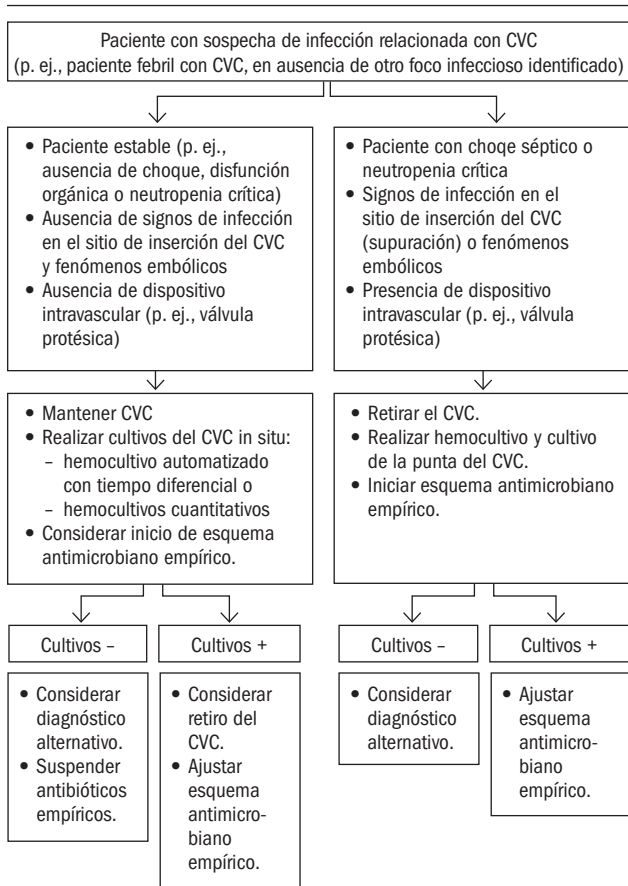 Paciente con sospecha de infección relacionada con CVC
(p. ej., paciente febril con CVC, en ausencia de otro foco infeccioso identificado)
• Paciente estable (p. ej.,
ausencia de choque, disfunción
orgánica o neutropenia crítica)
• Ausencia de signos de infección
en el sitio de inserción del CVC
y fenómenos embólicos
• Ausencia de dispositivo
intravascular (p. ej., válvula
protésica)
• Paciente con choqe séptico o
neutropenia crítica
• Signos de infección en el
sitio de inserción del CVC
(supuración) o fenómenos
embólicos
• Presencia de dispositivo
intravascular (p. ej., válvula
protésica)
• Mantener CVC
• Realizar cultivos del CVC in situ:
– hemocultivo automatizado
con tiempo diferencial o
– hemocultivos cuantitativos
• Considerar inicio de esquema
antimicrobiano empírico.
• Retirar el CVC.
• Realizar hemocultivo y cultivo
de la punta del CVC.
• Iniciar esquema antimicrobiano
empírico.
Cultivos –
Cultivos +
Cultivos –
Cultivos +
• Considerar
diagnóstico
alternativo.
• Suspender
antibióticos
empíricos.
• Considerar
retiro del
CVC.
• Ajustar
esquema
antimicro-
biano
empírico.
• Considerar
diagnóstico
alternativo.
• Ajustar
esquema
antimicro-
biano
empírico.